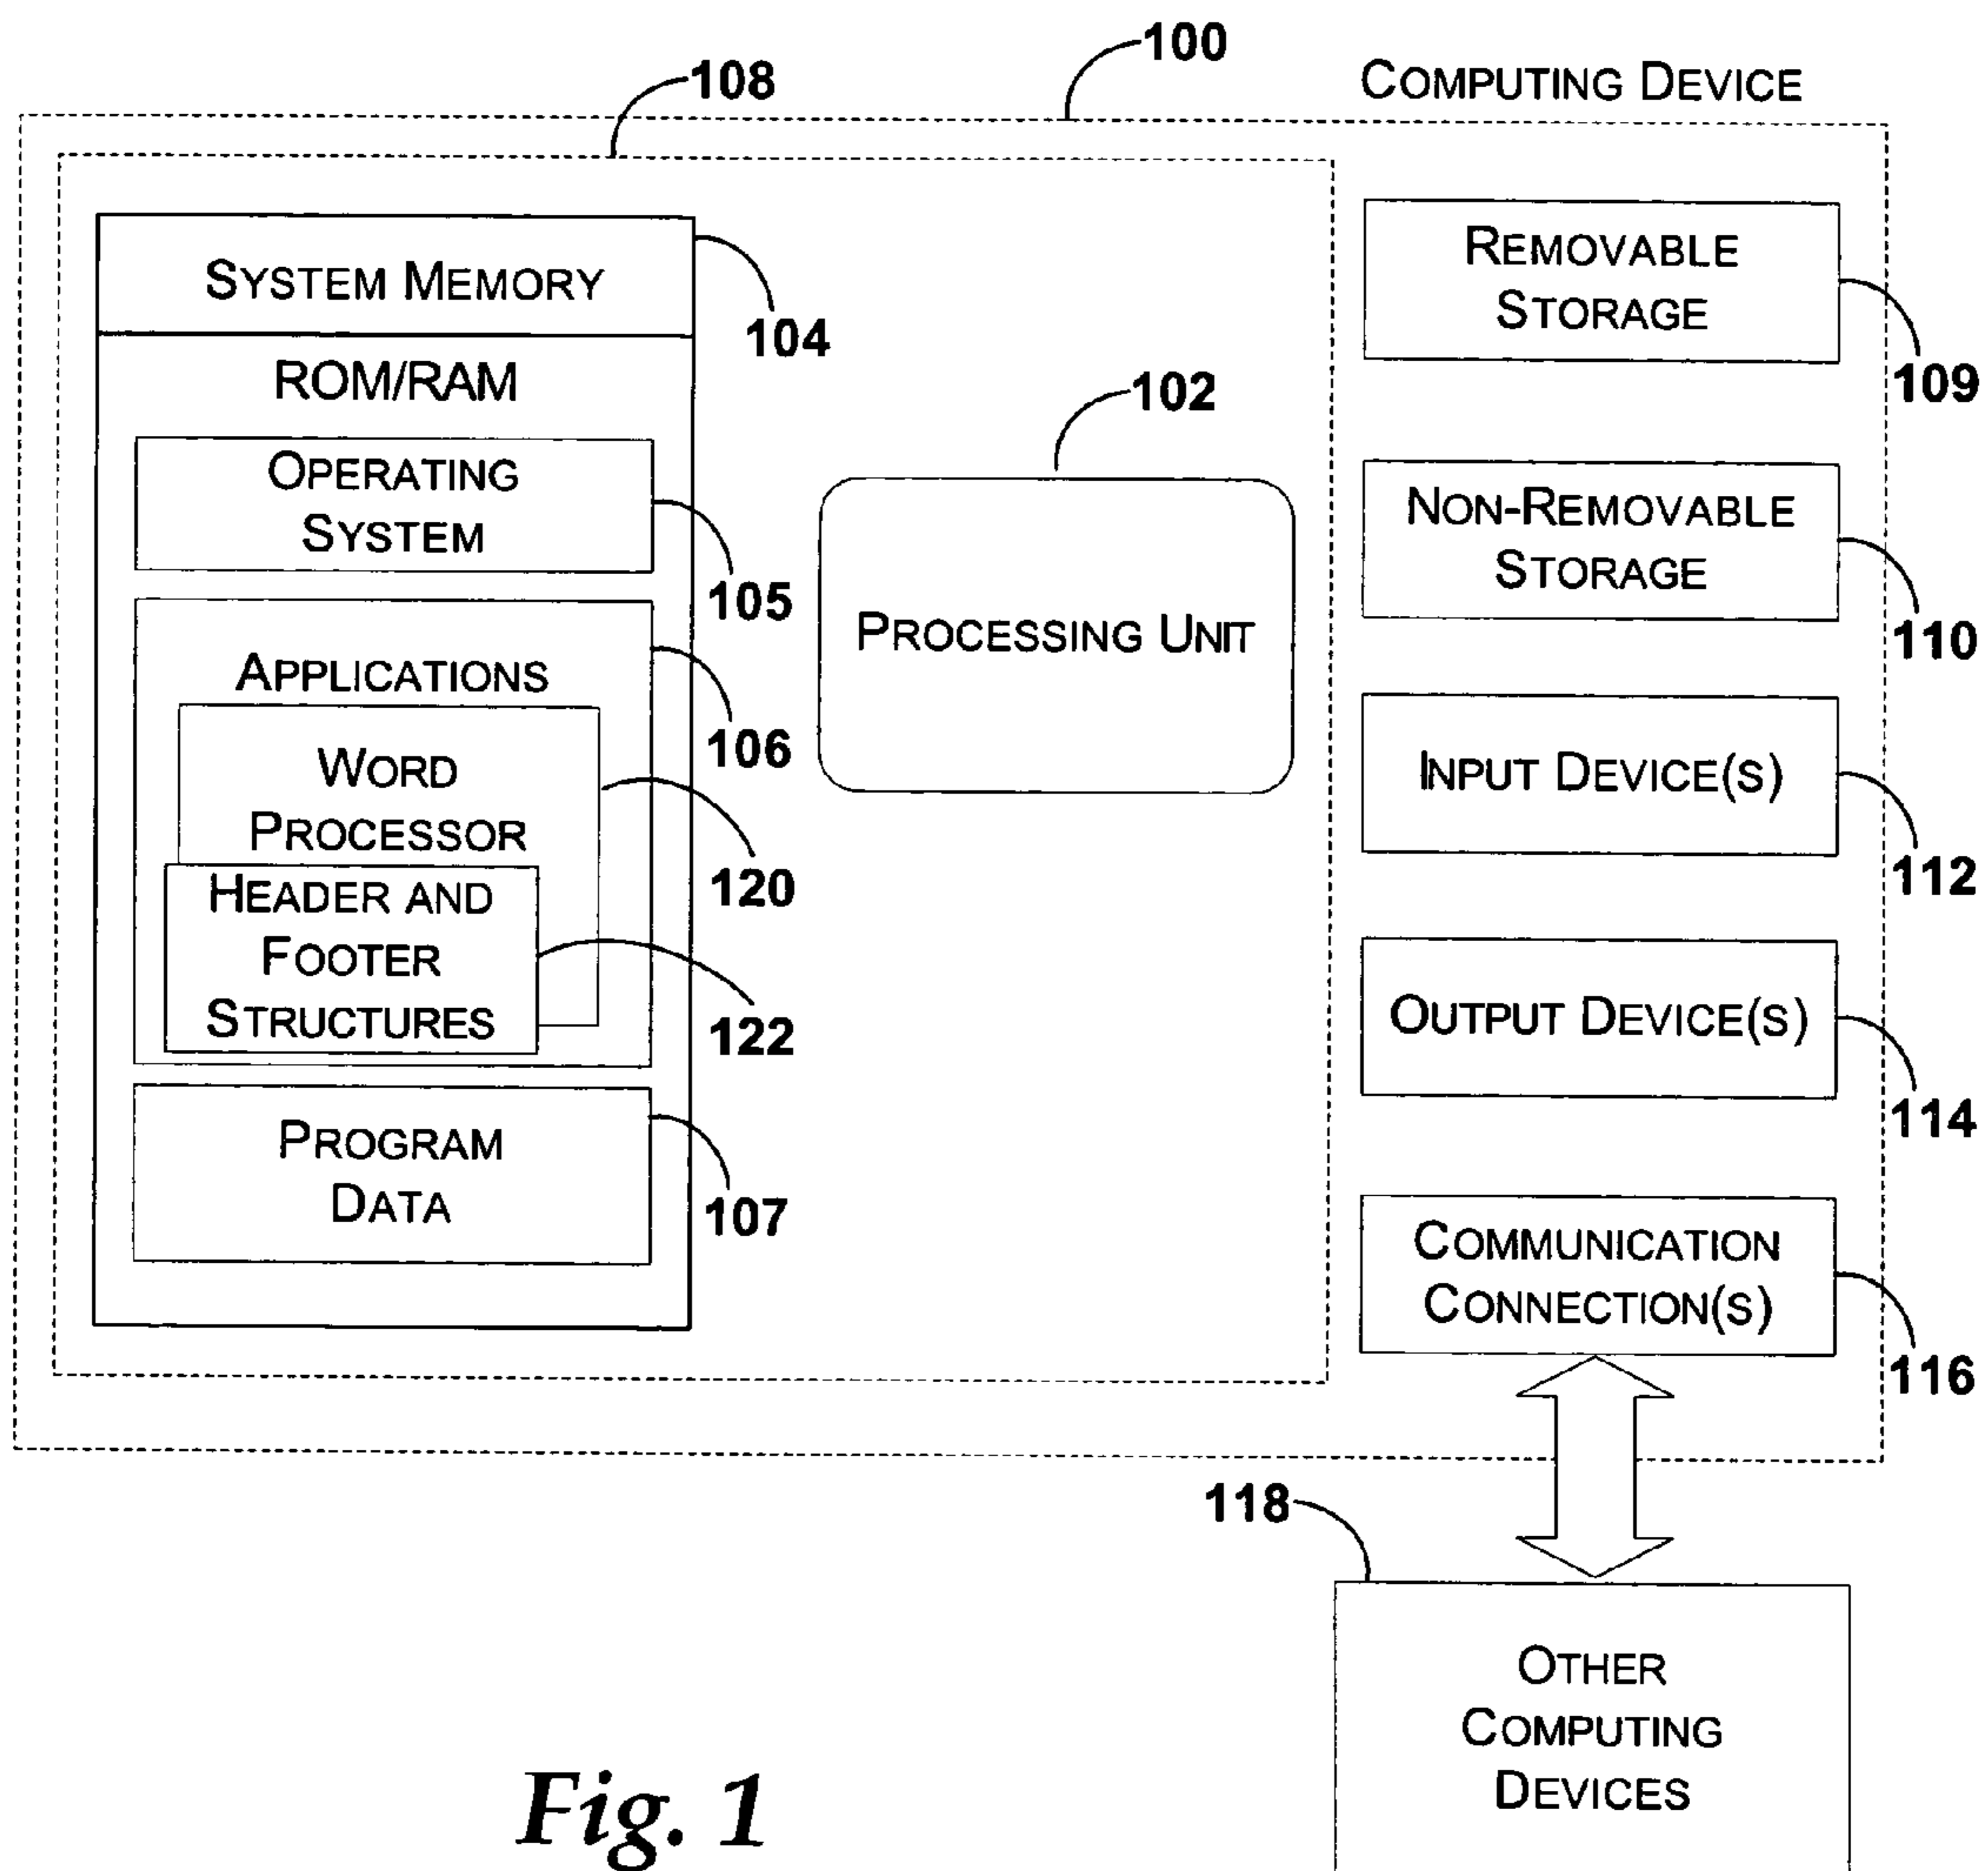 100
COMPUTING DEVICE
108
SYSTEM MEMORY
104
ROM/RAM
OPERATING
SYSTEM
105
APPLICATIONS
106
WORD
PROCESSOR
120
HEADER AND
FOOTER
STRUCTURES
122
PROGRAM
DATA
107
102
PROCESSING UNIT
REMOVABLE
STORAGE
109
NON-REMOVABLE
STORAGE
110
INPUT DEVICE(S)
112
OUTPUT DEVICE(S)
114
COMMUNICATION
CONNECTION(S)
116
118
OTHER
COMPUTING
DEVICES
Fig. 1